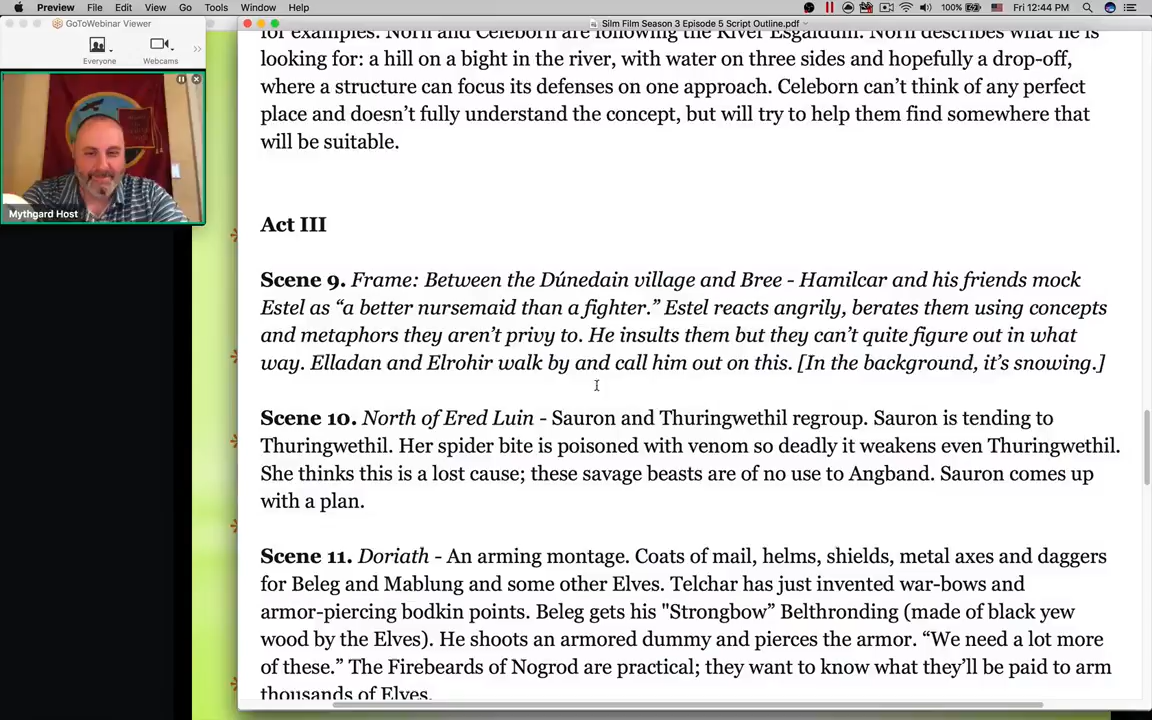 Preview File Edit View Go Tools Window Help
100% Fri 12:44 PM
GoToWebinar Viewer
Silm Film Season 3 Episode 5 Script Outline.pdf
Everyone
Webcams
Mythgard Host
for examples. Norn and Celeborn are following the River Esgalduin. Norn describes what he is
looking for: a hill on a bight in the river, with water on three sides and hopefully a drop-off,
where a structure can focus its defenses on one approach. Celeborn can’t think of any perfect
place and doesn’t fully understand the concept, but will try to help them find somewhere that
will be suitable.
Act III
Scene 9. Frame: Between the Dúnedain village and Bree - Hamilcar and his friends mock
Estel as “a better nursemaid than a fighter.” Estel reacts angrily, berates them using concepts
and metaphors they aren’t privy to. He insults them but they can’t quite figure out in what
way. Elladan and Elrohir walk by and call him out on this. [In the background, it’s snowing.]
Scene 10. North of Ered Luin - Sauron and Thuringwethil regroup. Sauron is tending to
Thuringwethil. Her spider bite is poisoned with venom so deadly it weakens even Thuringwethil.
She thinks this is a lost cause; these savage beasts are of no use to Angband. Sauron comes up
with a plan.
Scene 11. Doriath - An arming montage. Coats of mail, helms, shields, metal axes and daggers
for Beleg and Mablung and some other Elves. Telchar has just invented war-bows and
armor-piercing bodkin points. Beleg gets his "Strongbow” Belthronding (made of black yew
wood by the Elves). He shoots an armored dummy and pierces the armor. “We need a lot more
of these.” The Firebeards of Nogrod are practical; they want to know what they’ll be paid to arm
thousands of Elves.